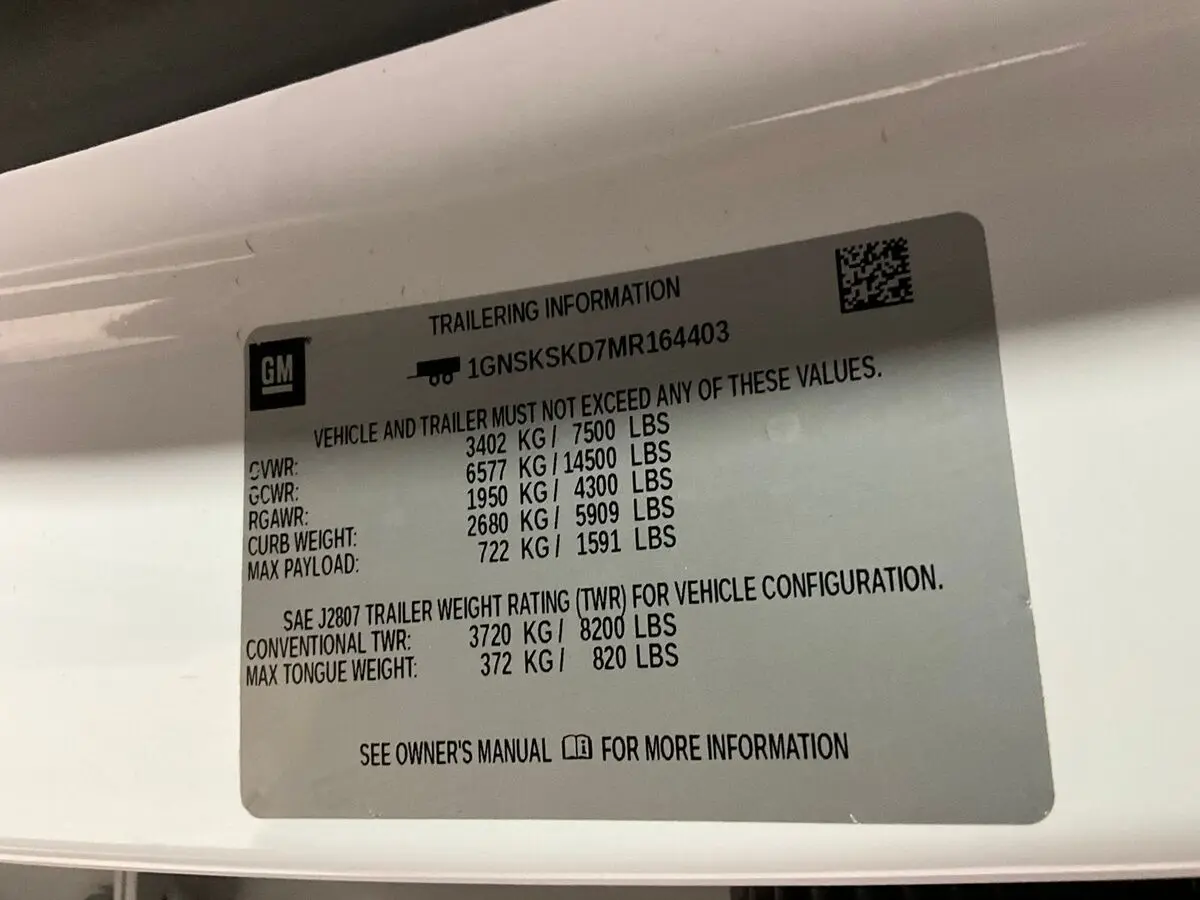 TRAILERING INFORMATION
GM
1GNSKSKD7MR164403
VEHICLE AND TRAILER MUST NOT EXCEED ANY OF THESE VALUES.
GVWR: 3402 KG / 7500 LBS
GCWR: 6577 KG / 14500 LBS
RGAWR: 1950 KG / 4300 LBS
CURB WEIGHT: 2680 KG / 5909 LBS
MAX PAYLOAD: 722 KG / 1591 LBS
SAE J2807 TRAILER WEIGHT RATING (TWR) FOR VEHICLE CONFIGURATION.
CONVENTIONAL TWR: 3720 KG / 8200 LBS
MAX TONGUE WEIGHT: 372 KG / 820 LBS
SEE OWNER'S MANUAL FOR MORE INFORMATION